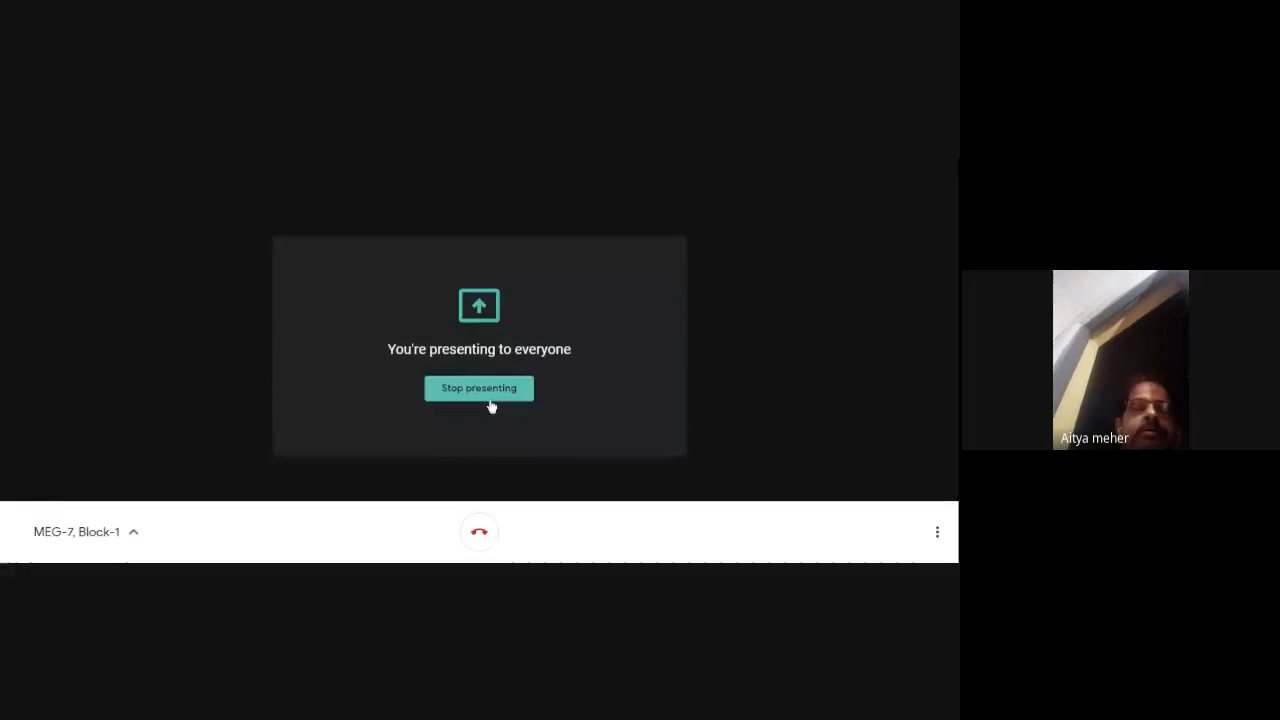 You're presenting to everyone
Stop presenting
Aitya meher
MEG-7, Block-1